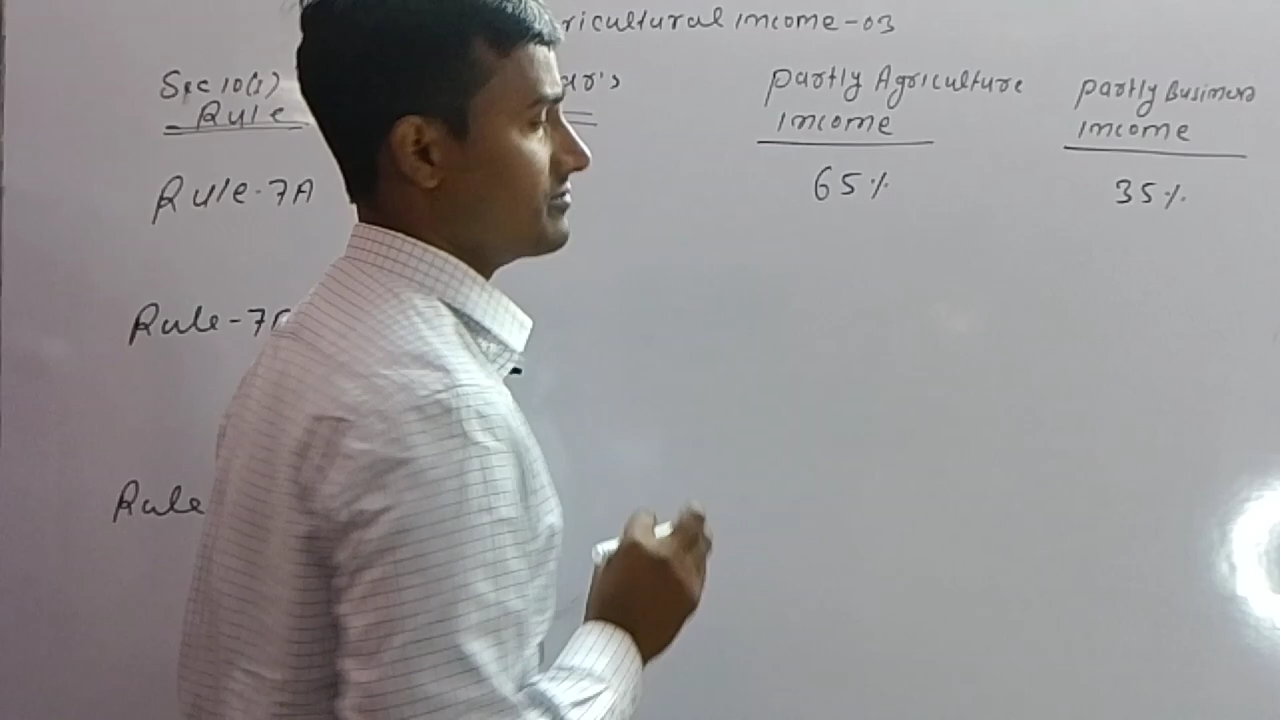 ricultural Income-03
Sec 10(1)
Rule
Partly Agriculture
Income
Partly Business
Income
Rule-7A
65%
35%
Rule-7
Rule